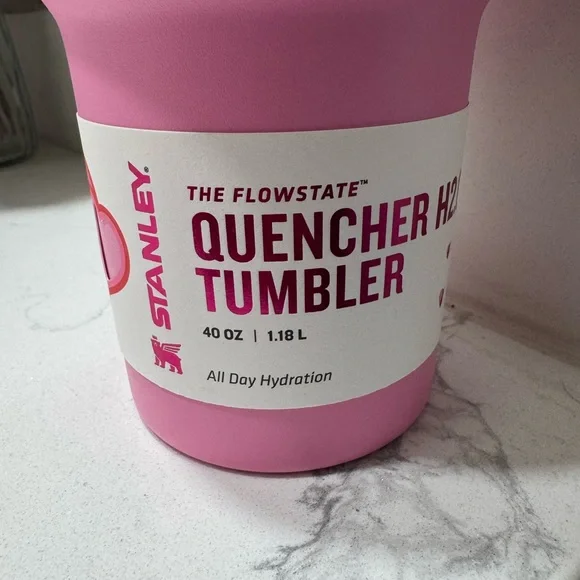 STANLEY®
THE FLOWSTATE™
QUENCHER
TUMBLER
40 OZ | 1.18 L
All Day Hydration